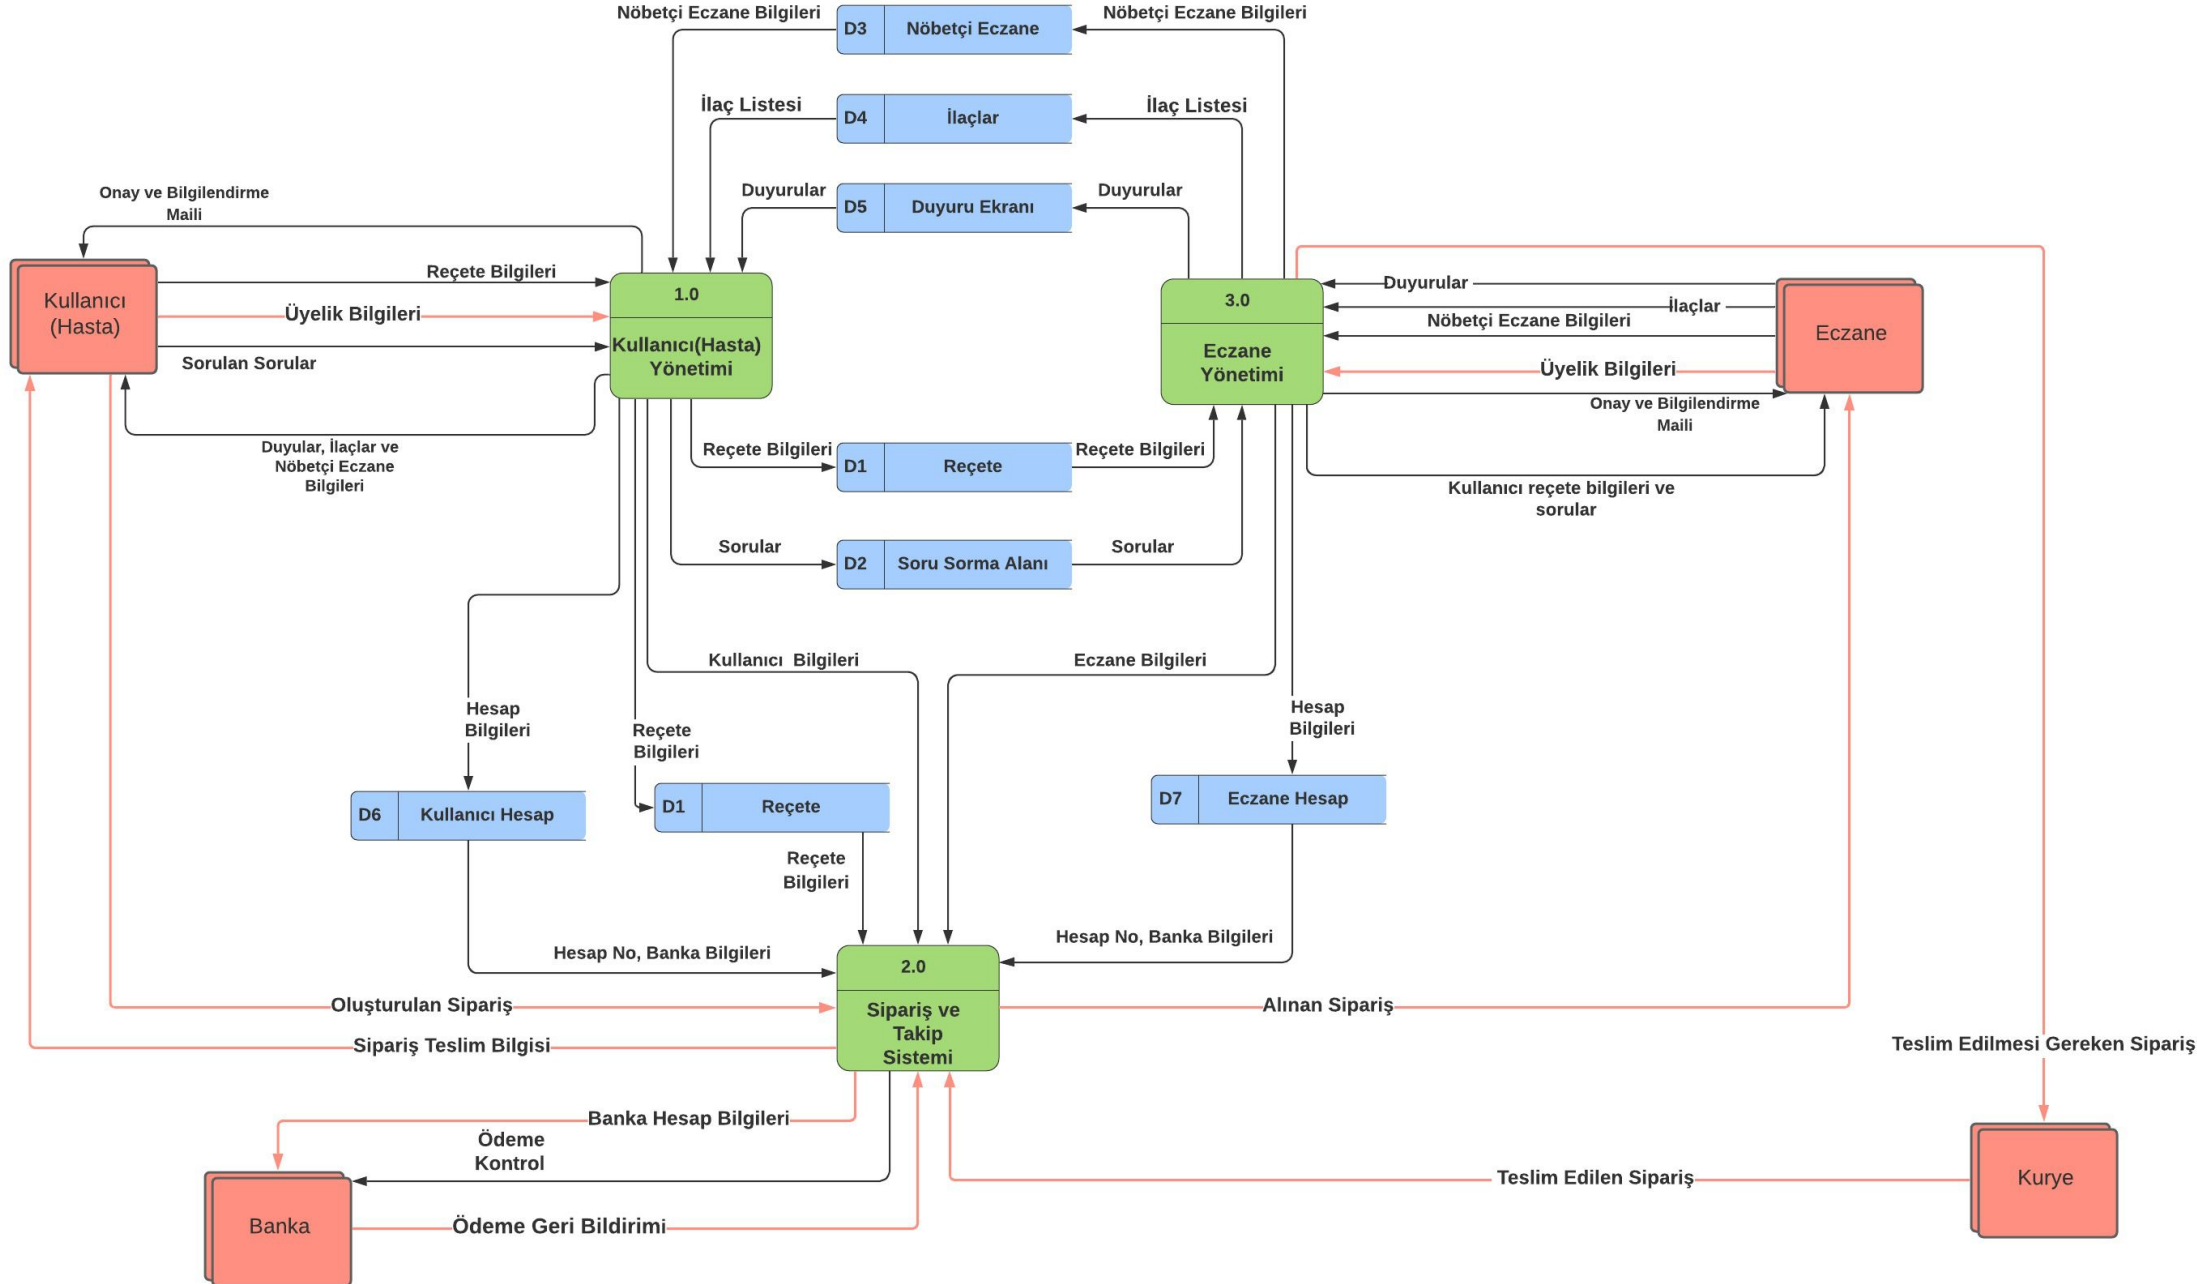 Nöbetçi Eczane Bilgileri
D3
Nöbetçi Eczane
Nöbetçi Eczane Bilgileri
İlaç Listesi
D4
İlaçlar
İlaç Listesi
Duyurular
D5
Duyuru Ekranı
Duyurular
Onay ve Bilgilendirme
Maili
Kullanıcı
(Hasta)
Reçete Bilgileri
Üyelik Bilgileri
Sorulan Sorular
1.0
Kullanıcı(Hasta)
Yönetimi
3.0
Eczane
Yönetimi
Duyurular
İlaçlar
Nöbetçi Eczane Bilgileri
Üyelik Bilgileri
Onay ve Bilgilendirme
Maili
Eczane
Duyular, İlaçlar ve
Nöbetçi Eczane
Bilgileri
Reçete Bilgileri
D1
Reçete
Reçete Bilgileri
Kullanıcı reçete bilgileri ve
sorular
Sorular
D2
Soru Sorma Alanı
Sorular
Kullanıcı  Bilgileri
Eczane Bilgileri
Hesap
Bilgileri
Reçete
Bilgileri
Hesap
Bilgileri
D6
Kullanıcı Hesap
D1
Reçete
D7
Eczane Hesap
Reçete
Bilgileri
Hesap No, Banka Bilgileri
Hesap No, Banka Bilgileri
2.0
Sipariş ve
Takip
Sistemi
Oluşturulan Sipariş
Alınan Sipariş
Sipariş Teslim Bilgisi
Teslim Edilmesi Gereken Sipariş
Banka Hesap Bilgileri
Ödeme
Kontrol
Teslim Edilen Sipariş
Kurye
Banka
Ödeme Geri Bildirimi